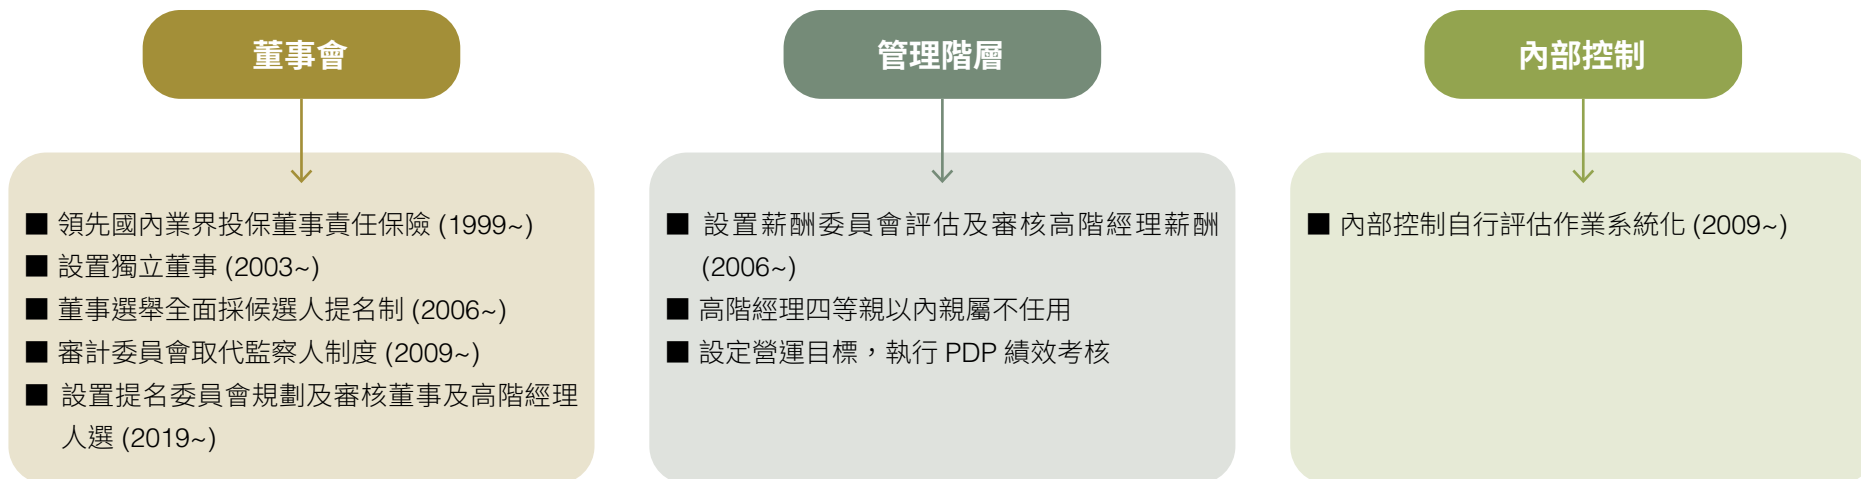 董事會
■ 領先國內業界投保董事責任保險 (1999~)
■ 設置獨立董事 (2003~)
■ 董事選舉全面採候選人提名制 (2006~)
■ 審計委員會取代監察人制度 (2009~)
■ 設置提名委員會規劃及審核董事及高階經理
人選 (2019~)
管理階層
■ 設置薪酬委員會評估及審核高階經理薪酬
(2006~)
■ 高階經理四等親以內親屬不任用
■ 設定營運目標，執行 PDP 績效考核
內部控制
■ 內部控制自行評估作業系統化 (2009~)